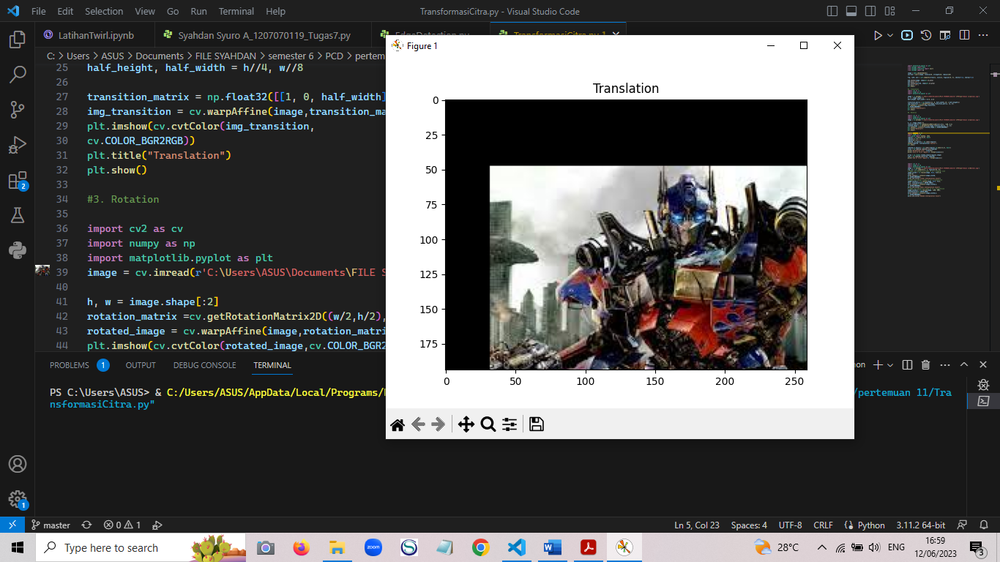 File Edit Selection View Go Run Terminal Help
TransformasiCitra.py - Visual Studio Code
LatihanTwirl.ipynb
Syahdan Syuro A_1207070119_Tugas7.py
EdgeDetection.py
TransformasiCitra.py 1
C: > Users > ASUS > Documents > FILE SYAHDAN > semester 6 > PCD > pertem
25 half_height, half_width = h//4, w//8
26
27 transition_matrix = np.float32([[1, 0, half_width]
28 img_transition = cv.warpAffine(image,transition_ma
29 plt.imshow(cv.cvtColor(img_transition,
30 cv.COLOR_BGR2RGB))
31 plt.title("Translation")
32 plt.show()
33
34 #3. Rotation
35
36 import cv2 as cv
37 import numpy as np
38 import matplotlib.pyplot as plt
39 image = cv.imread(r'C:\Users\ASUS\Documents\FILE S
40
41 h, w = image.shape[:2]
42 rotation_matrix =cv.getRotationMatrix2D((w/2,h/2),
43 rotated_image = cv.warpAffine(image,rotation_matri
44 plt.imshow(cv.cvtColor(rotated_image,cv.COLOR_BGR2
Figure 1
Translation
0
25
50
75
100
125
150
175
0 50 100 150 200 250
PROBLEMS 1 OUTPUT DEBUG CONSOLE TERMINAL
PS C:\Users\ASUS> & C:/Users/ASUS/AppData/Local/Programs/
/pertemuan 11/Tra
nsformasiCitra.py"
2
1
master
0 1
Ln 5, Col 23 Spaces: 4 UTF-8 CRLF Python 3.11.2 64-bit
Type here to search
zoom
28°C
ENG
16:59
12/06/2023
3